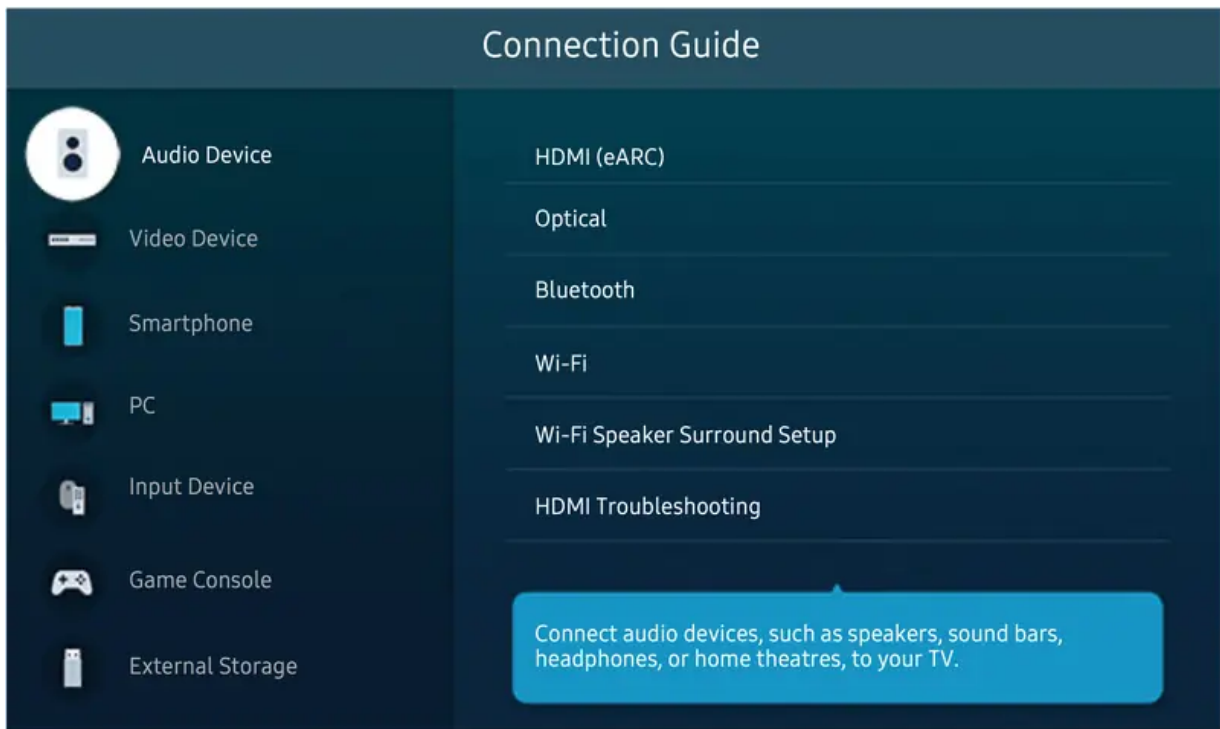 Connection Guide
Audio Device
Video Device
Smartphone
PC
Input Device
Game Console
External Storage
HDMI (eARC)
Optical
Bluetooth
Wi-Fi
Wi-Fi Speaker Surround Setup
HDMI Troubleshooting
Connect audio devices, such as speakers, sound bars,
headphones, or home theatres, to your TV.